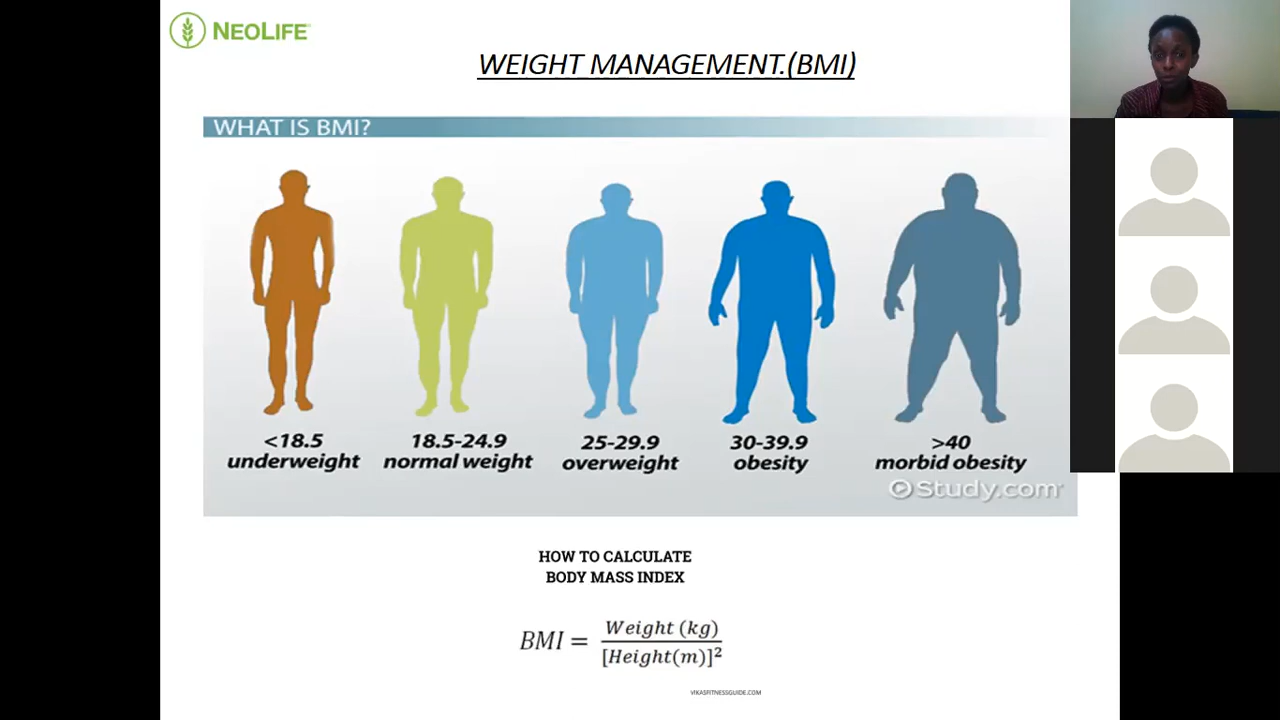 NEOLIFE
WEIGHT MANAGEMENT.(BMI)
WHAT IS BMI?
<18.5
underweight
18.5-24.9
normal weight
25-29.9
overweight
30-39.9
obesity
>40
morbid obesity
Study.com
HOW TO CALCULATE
BODY MASS INDEX
BMI = Weight (kg) / [Height(m)]²
VIKASFITNESSGUIDE.COM